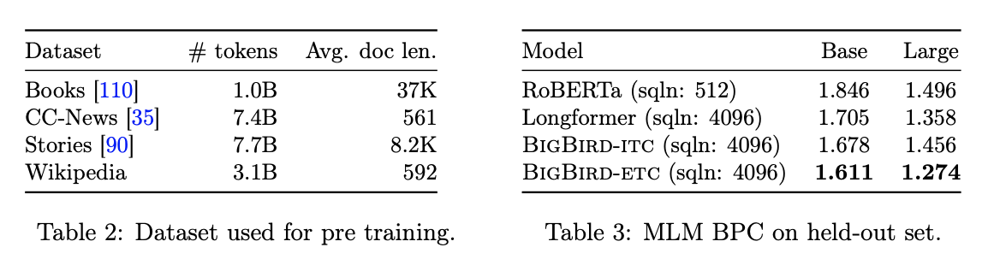 Dataset # tokens Avg. doc len.
Books [110] 1.0B 37K
CC-News [35] 7.4B 561
Stories [90] 7.7B 8.2K
Wikipedia 3.1B 592
Table 2: Dataset used for pre training.
Model Base Large
RoBERTa (sqln: 512) 1.846 1.496
Longformer (sqln: 4096) 1.705 1.358
BIGBIRD-ITC (sqln: 4096) 1.678 1.456
BIGBIRD-ETC (sqln: 4096) 1.611 1.274
Table 3: MLM BPC on held-out set.